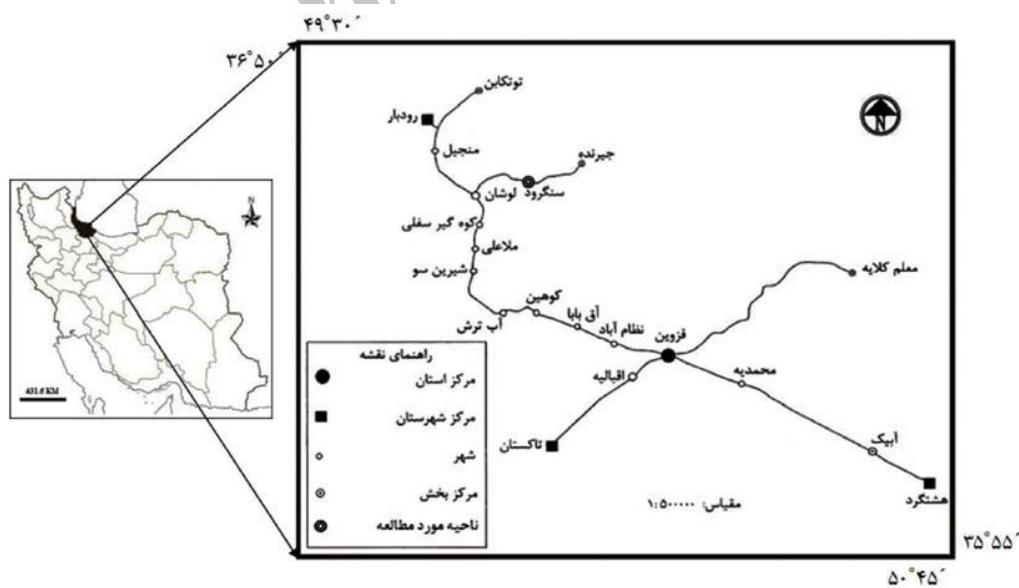 ۴۹°۳۰´
۳۶°۵۰´
توتکابن
رودبار
N
منجیل
جیرنده
سنگرود
لوشان
کوه گیر سفلی
ملاعلی
شیرین سو
معلم کلایه
کوهین
آب ترش
آق بابا
نظام آباد
قزوین
اقبالیه
محمدیه
تاکستان
آبیک
هشتگرد
N
431.6 KM
راهنمای نقشه
مرکز استان
مرکز شهرستان
شهر
مرکز بخش
ناحیه مورد مطالعه
مقیاس: ۱:۵۰۰۰۰۰
۳۵°۵۵´
۵۰°۴۵´